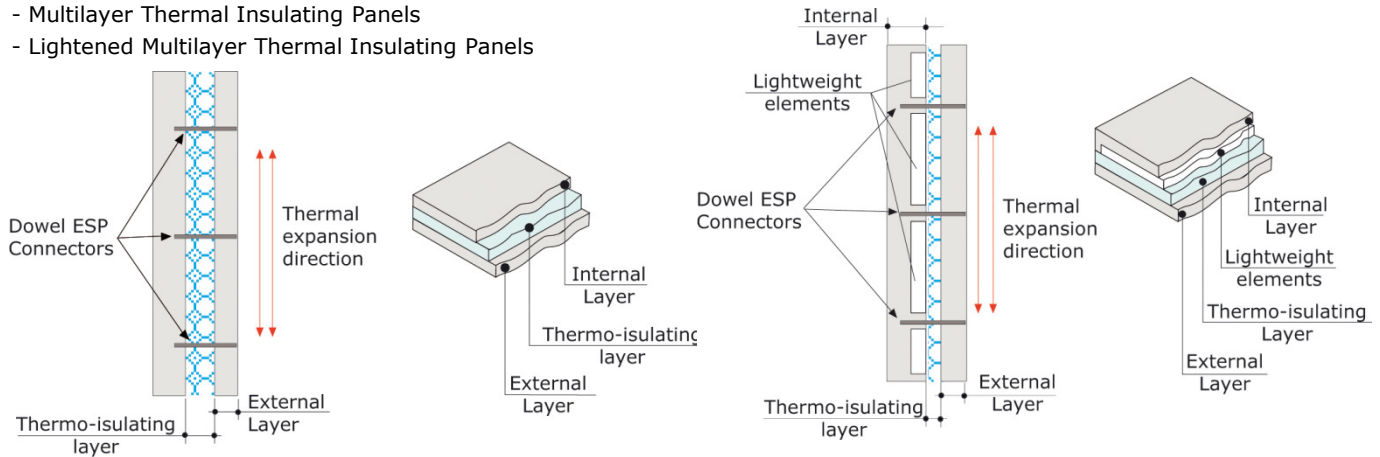 - Multilayer Thermal Insulating Panels
- Lightened Multilayer Thermal Insulating Panels
Dowel ESP
Connectors
Thermal
expansion
direction
Thermo-isulating
layer
External
Layer
Internal
Layer
Thermo-isulating
layer
External
Layer
Internal
Layer
Lightweight
elements
Dowel ESP
Connectors
Thermal
expansion
direction
Thermo-isulating
layer
External
Layer
Internal
Layer
Lightweight
elements
Thermo-isulating
Layer
External
Layer